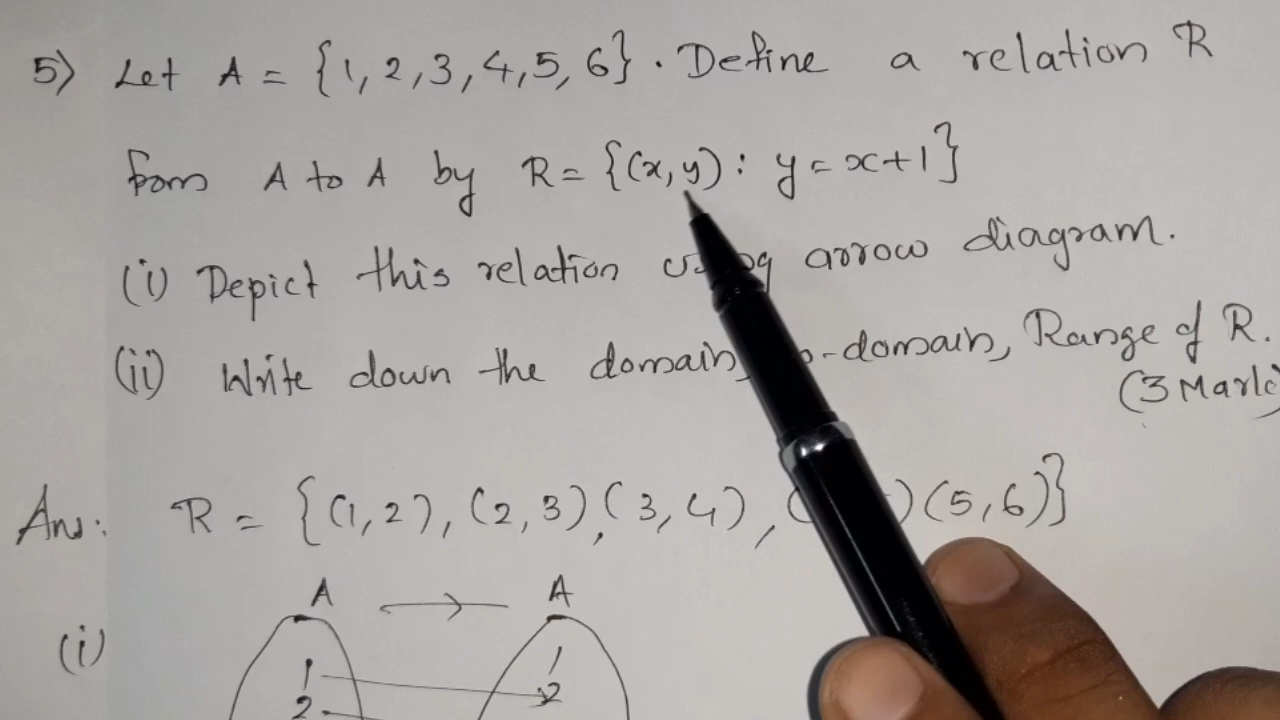 5) Let A = {1, 2, 3, 4, 5, 6} . Define a relation R
from A to A by R = {(x, y) : y = x+1}
(i) Depict this relation using arrow diagram.
(ii) Write down the domain, co-domain, Range of R.
(3 Mark
Ans: R = {(1,2), (2,3), (3,4), ( )(5,6)}
A → A
(i)
1 1
2 2